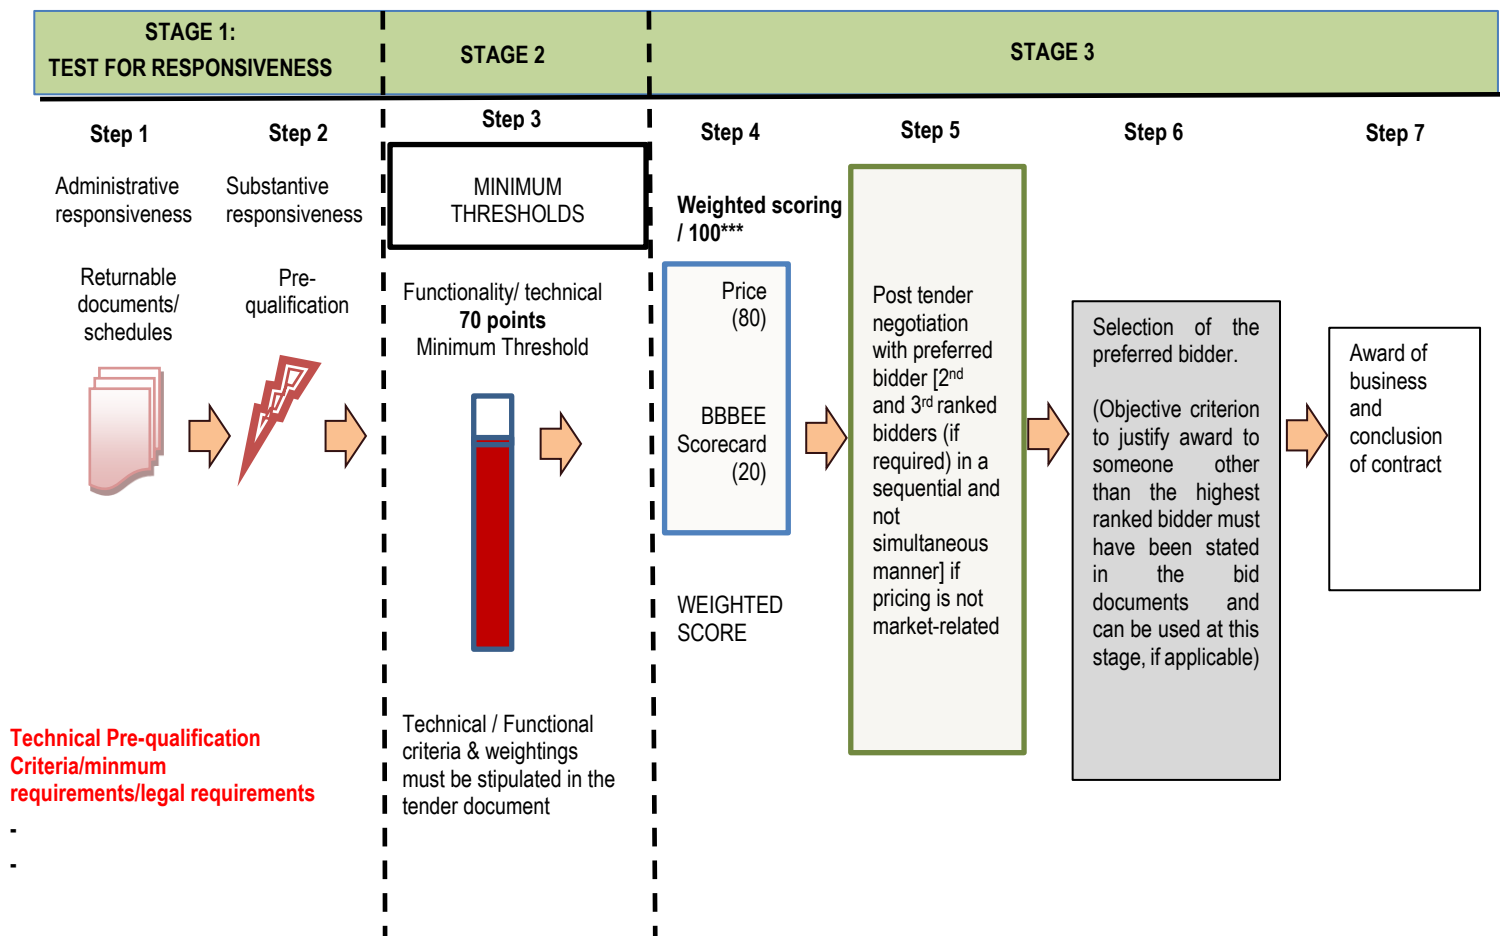 STAGE 1:
TEST FOR RESPONSIVENESS
STAGE 2
STAGE 3
Step 1
Step 2
Step 3
Step 4
Step 5
Step 6
Step 7
Administrative
responsiveness
Returnable
documents/
schedules
Substantive
responsiveness
Pre-
qualification
MINIMUM
THRESHOLDS
Functionality/ technical
70 points
Minimum Threshold
Technical / Functional
criteria & weightings
must be stipulated in the
tender document
Weighted scoring
/ 100***
Price
(80)
BBBEE
Scorecard
(20)
WEIGHTED
SCORE
Post tender
negotiation
with preferred
bidder [2nd
and 3rd ranked
bidders (if
required) in a
sequential and
not
simultaneous
manner] if
pricing is not
market-related
Selection of the
preferred bidder.
(Objective criterion
to justify award to
someone other
than the highest
ranked bidder must
have been stated
in the bid
documents and
can be used at this
stage, if applicable)
Award of
business
and
conclusion
of contract
Technical Pre-qualification
Criteria/minmum
requirements/legal requirements
-
-